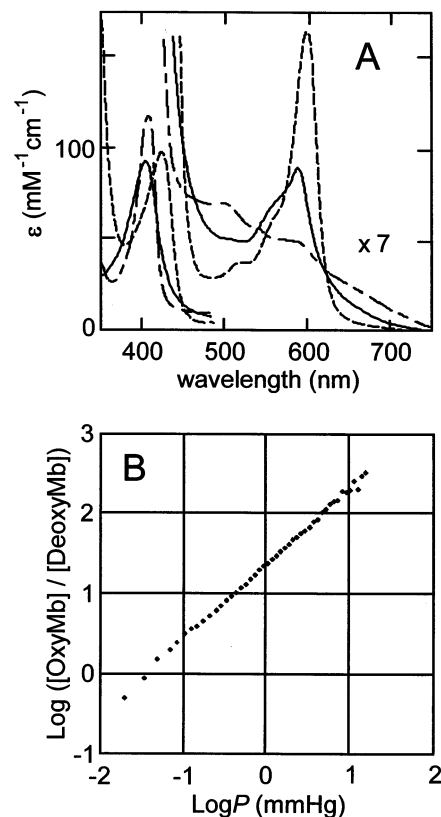 A
ε (mM⁻¹cm⁻¹)
100
0
x 7
400 500 600 700
wavelength (nm)
B
Log ([OxyMb] / [DeoxyMb])
3
2
1
0
-1
-2 -1 0 1 2
LogP (mmHg)